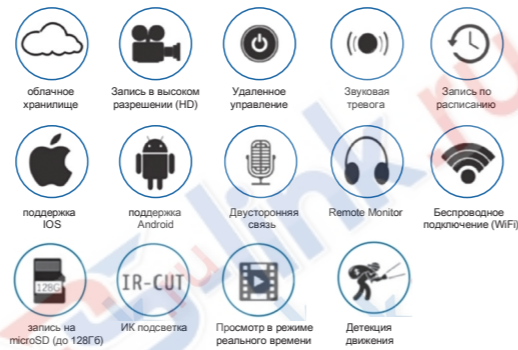 облачное
хранилище
Запись в высоком
разрешении (HD)
Удаленное
управление
Звуковая
тревога
Запись по
расписанию
поддержка
IOS
поддержка
Android
Двусторонняя
связь
Remote Monitor
Беспроводное
подключение (WiFi)
128G
запись на
microSD (до 128Гб)
IR-CUT
ИК подсветка
Просмотр в режиме
реального времени
Детекция
движения
link.ru